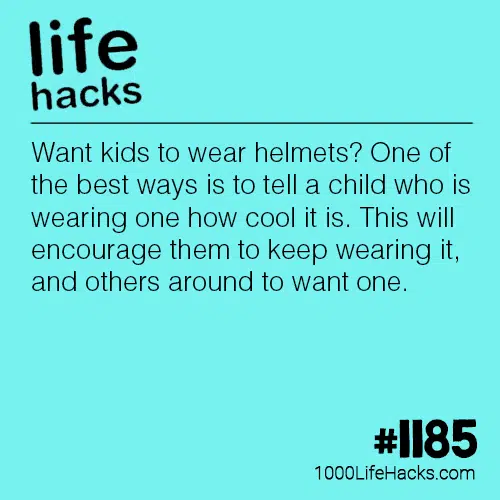 life
hacks
Want kids to wear helmets? One of
the best ways is to tell a child who is
wearing one how cool it is. This will
encourage them to keep wearing it,
and others around to want one.
#1185
1000LifeHacks.com